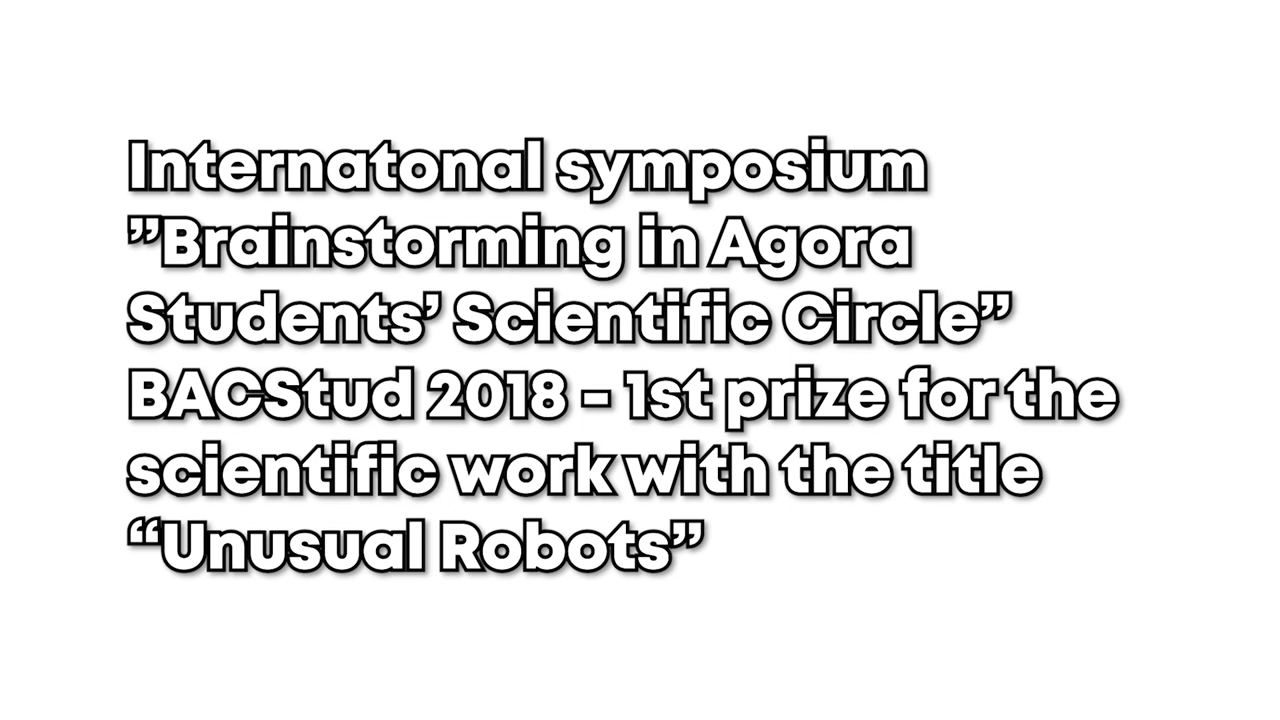 Internatonal symposium
”Brainstorming in Agora
Students’ Scientific Circle”
BACStud 2018 - 1st prize for the
scientific work with the title
“Unusual Robots”